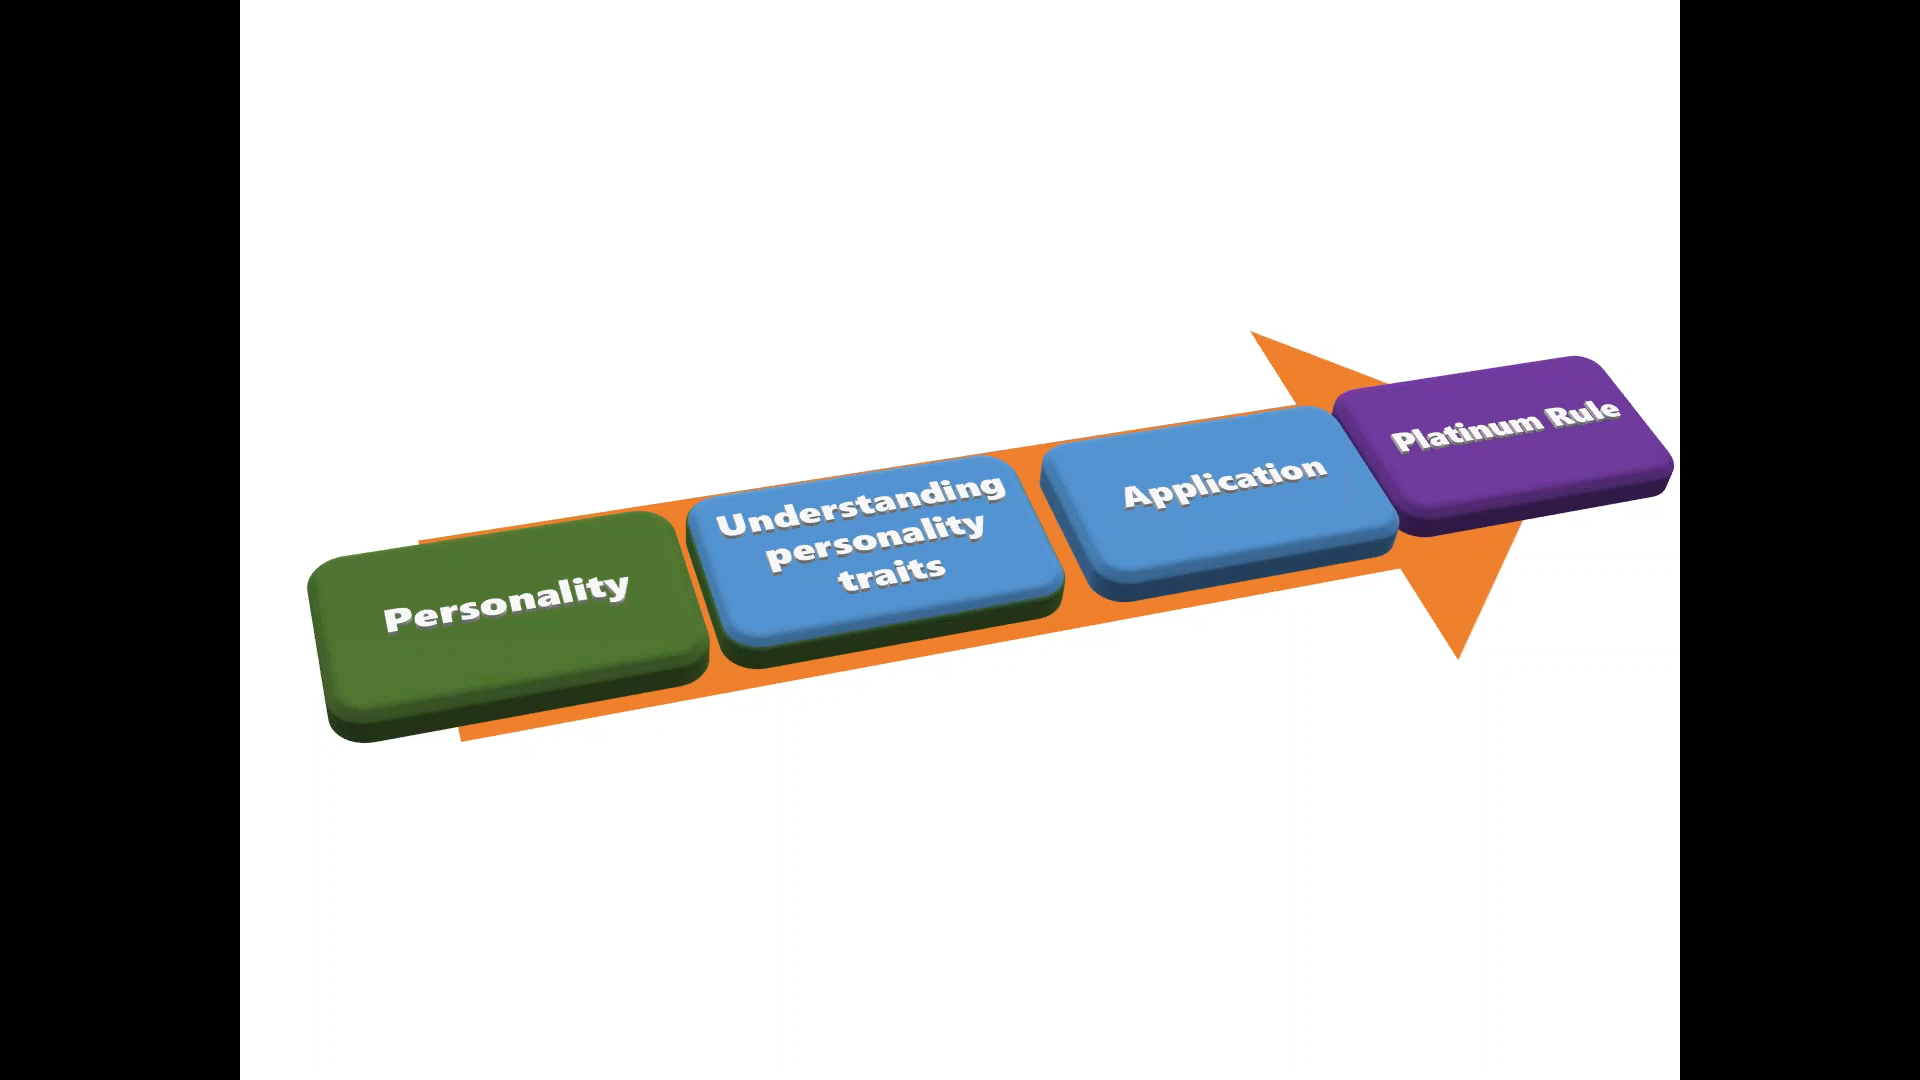 Personality
Understanding
personality
traits
Application
Platinum Rule